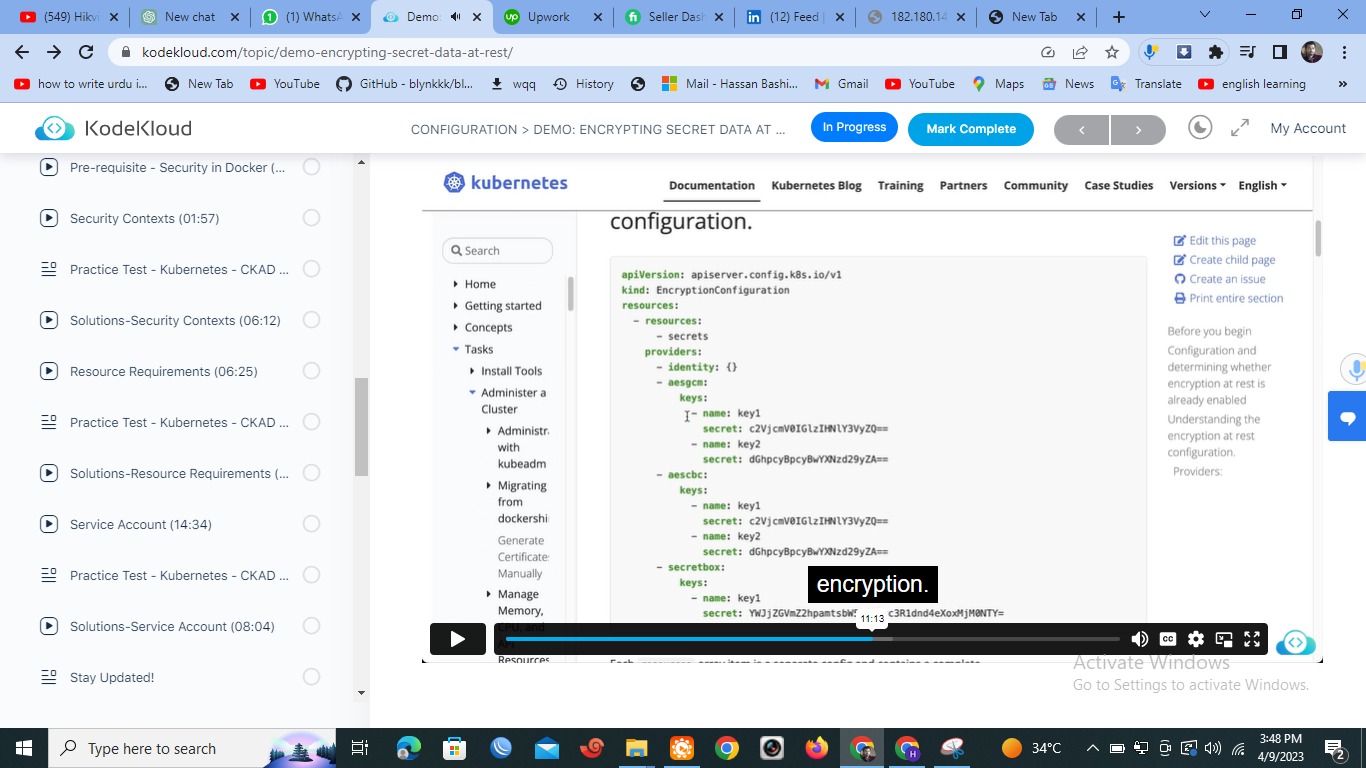 (549) Hikv
New chat
(1) WhatsA
Demo:
Upwork
Seller Dash
(12) Feed |
182.180.14
New Tab
kodekloud.com/topic/demo-encrypting-secret-data-at-rest/
how to write urdu i...
New Tab
YouTube
GitHub - blynkkk/bl...
wqq
History
Mail - Hassan Bashi...
Gmail
YouTube
Maps
News
Translate
english learning
»
KodeKloud
CONFIGURATION > DEMO: ENCRYPTING SECRET DATA AT ...
In Progress
Mark Complete
My Account
Pre-requisite - Security in Docker (...
Security Contexts (01:57)
Practice Test - Kubernetes - CKAD ...
Solutions-Security Contexts (06:12)
Resource Requirements (06:25)
Practice Test - Kubernetes - CKAD ...
Solutions-Resource Requirements (...
Service Account (14:34)
Practice Test - Kubernetes - CKAD ...
Solutions-Service Account (08:04)
Stay Updated!
kubernetes
Documentation
Kubernetes Blog
Training
Partners
Community
Case Studies
Versions
English
Search
Home
Getting started
Concepts
Tasks
Install Tools
Administer a
Cluster
Administra
with
kubeadm
Migrating
from
dockershi
Generate
Certificates
Manually
Manage
Memory,
CPU, and
API
Resources
configuration.
apiVersion: apiserver.config.k8s.io/v1
kind: EncryptionConfiguration
resources:
- resources:
- secrets
providers:
- identity: {}
- aesgcm:
keys:
- name: key1
secret: c2VjcmV0IGlzIHNlY3VyZQ==
- name: key2
secret: dGhpcyBpcyBwYXNzd29yZA==
- aescbc:
keys:
- name: key1
secret: c2VjcmV0IGlzIHNlY3VyZQ==
- name: key2
secret: dGhpcyBpcyBwYXNzd29yZA==
- secretbox:
keys:
- name: key1
secret: YWJjZGVmZ2hpamtsbW5 c3R1dnd4eXoxMjM0NTY=
Each resources array item is a separate config and contains a complete
Edit this page
Create child page
Create an issue
Print entire section
Before you begin
Configuration and
determining whether
encryption at rest is
already enabled
Understanding the
encryption at rest
configuration.
Providers:
encryption.
11:13
CC
Activate Windows
Go to Settings to activate Windows.
Type here to search
34°C
3:48 PM
4/9/2023
2